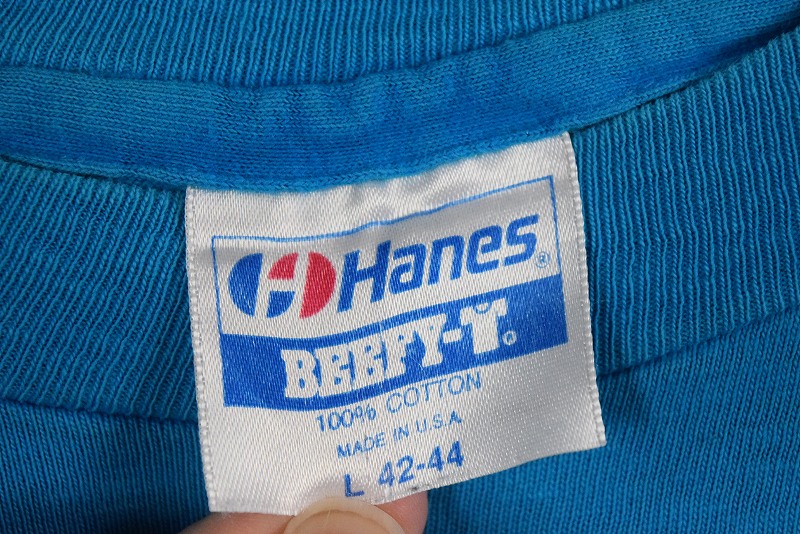 Hanes®
BEEFY-T®
100% COTTON
MADE IN U.S.A.
L 42-44